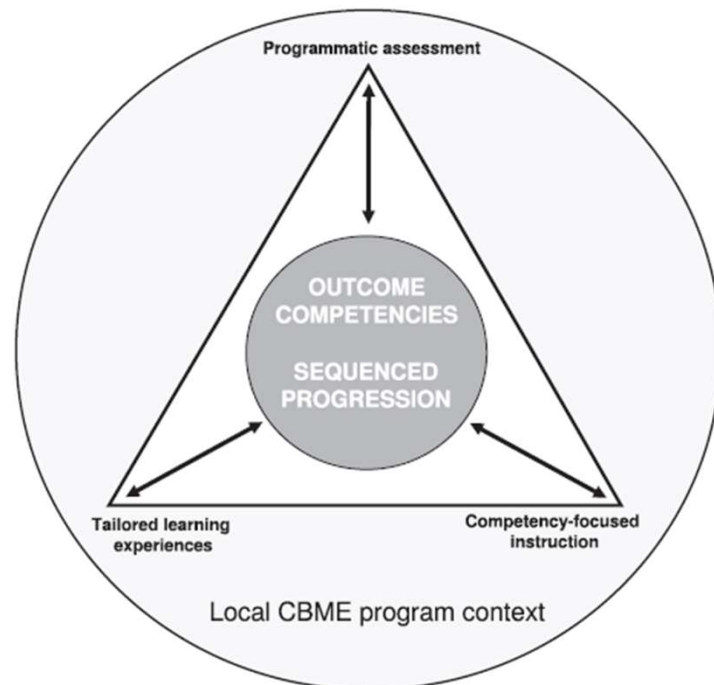 Programmatic assessment
OUTCOME
COMPETENCIES
SEQUENCED
PROGRESSION
Tailored learning
experiences
Competency-focused
instruction
Local CBME program context